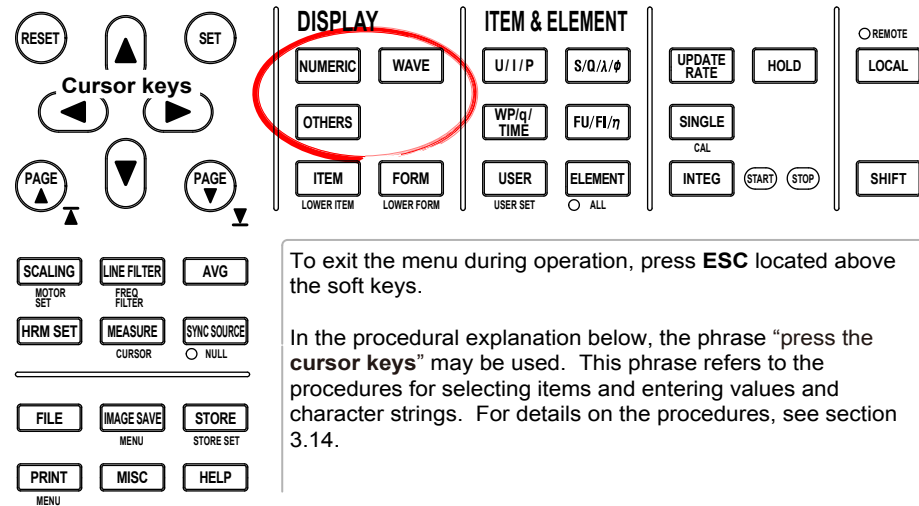 RESET
SET
Cursor keys
PAGE
PAGE
DISPLAY
NUMERIC
WAVE
OTHERS
ITEM
FORM
LOWER ITEM
LOWER FORM
ITEM & ELEMENT
U/I/P
S/Q/λ/ø
WP/q/
TIME
FU/FI/η
USER
ELEMENT
USER SET
ALL
UPDATE
RATE
HOLD
SINGLE
CAL
INTEG
START
STOP
REMOTE
LOCAL
SHIFT
SCALING
LINE FILTER
AVG
MOTOR
SET
FREQ
FILTER
HRM SET
MEASURE
SYNC SOURCE
CURSOR
NULL
FILE
IMAGE SAVE
STORE
MENU
STORE SET
PRINT
MISC
HELP
MENU
To exit the menu during operation, press ESC located above
the soft keys.
In the procedural explanation below, the phrase “press the
cursor keys” may be used. This phrase refers to the
procedures for selecting items and entering values and
character strings. For details on the procedures, see section
3.14.